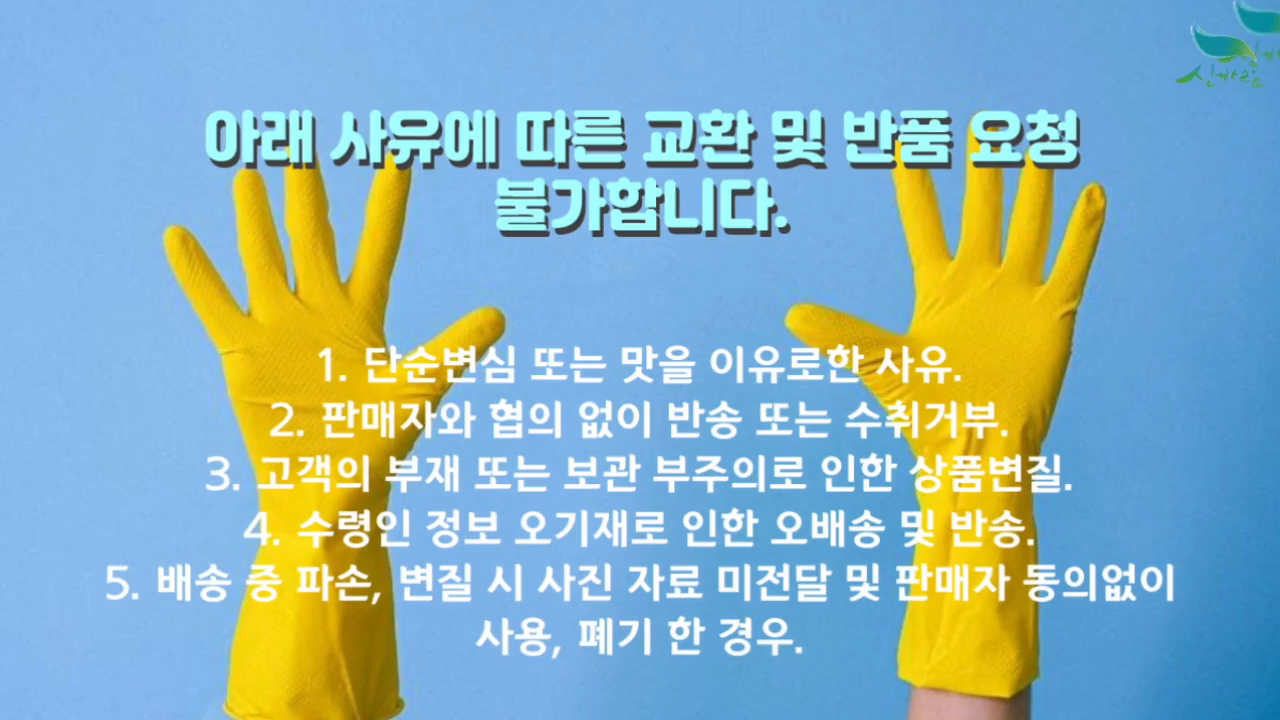 신바람
아래 사유에 따른 교환 및 반품 요청
불가합니다.
1. 단순변심 또는 맛을 이유로한 사유.
2. 판매자와 협의 없이 반송 또는 수취거부.
3. 고객의 부재 또는 보관 부주의로 인한 상품변질.
4. 수령인 정보 오기재로 인한 오배송 및 반송.
5. 배송 중 파손, 변질 시 사진 자료 미전달 및 판매자 동의없이
사용, 폐기 한 경우.